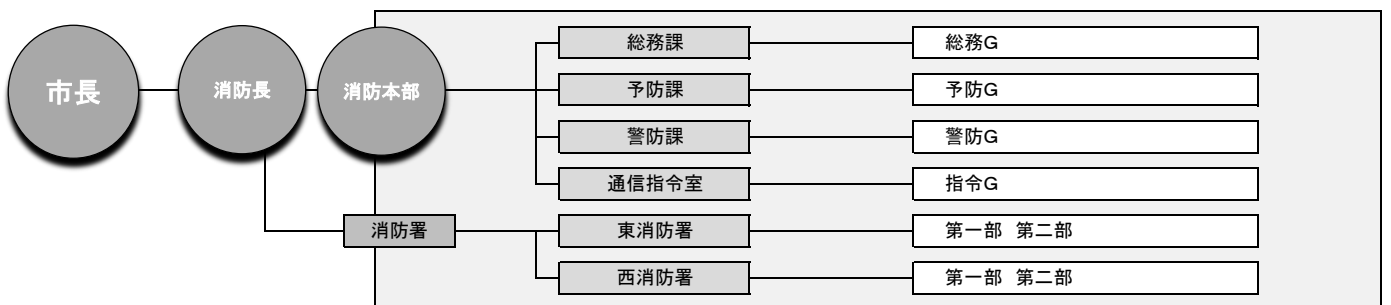 市長
消防長
消防本部
総務課
総務G
予防課
予防G
警防課
警防G
通信指令室
指令G
消防署
東消防署
第一部 第二部
西消防署
第一部 第二部